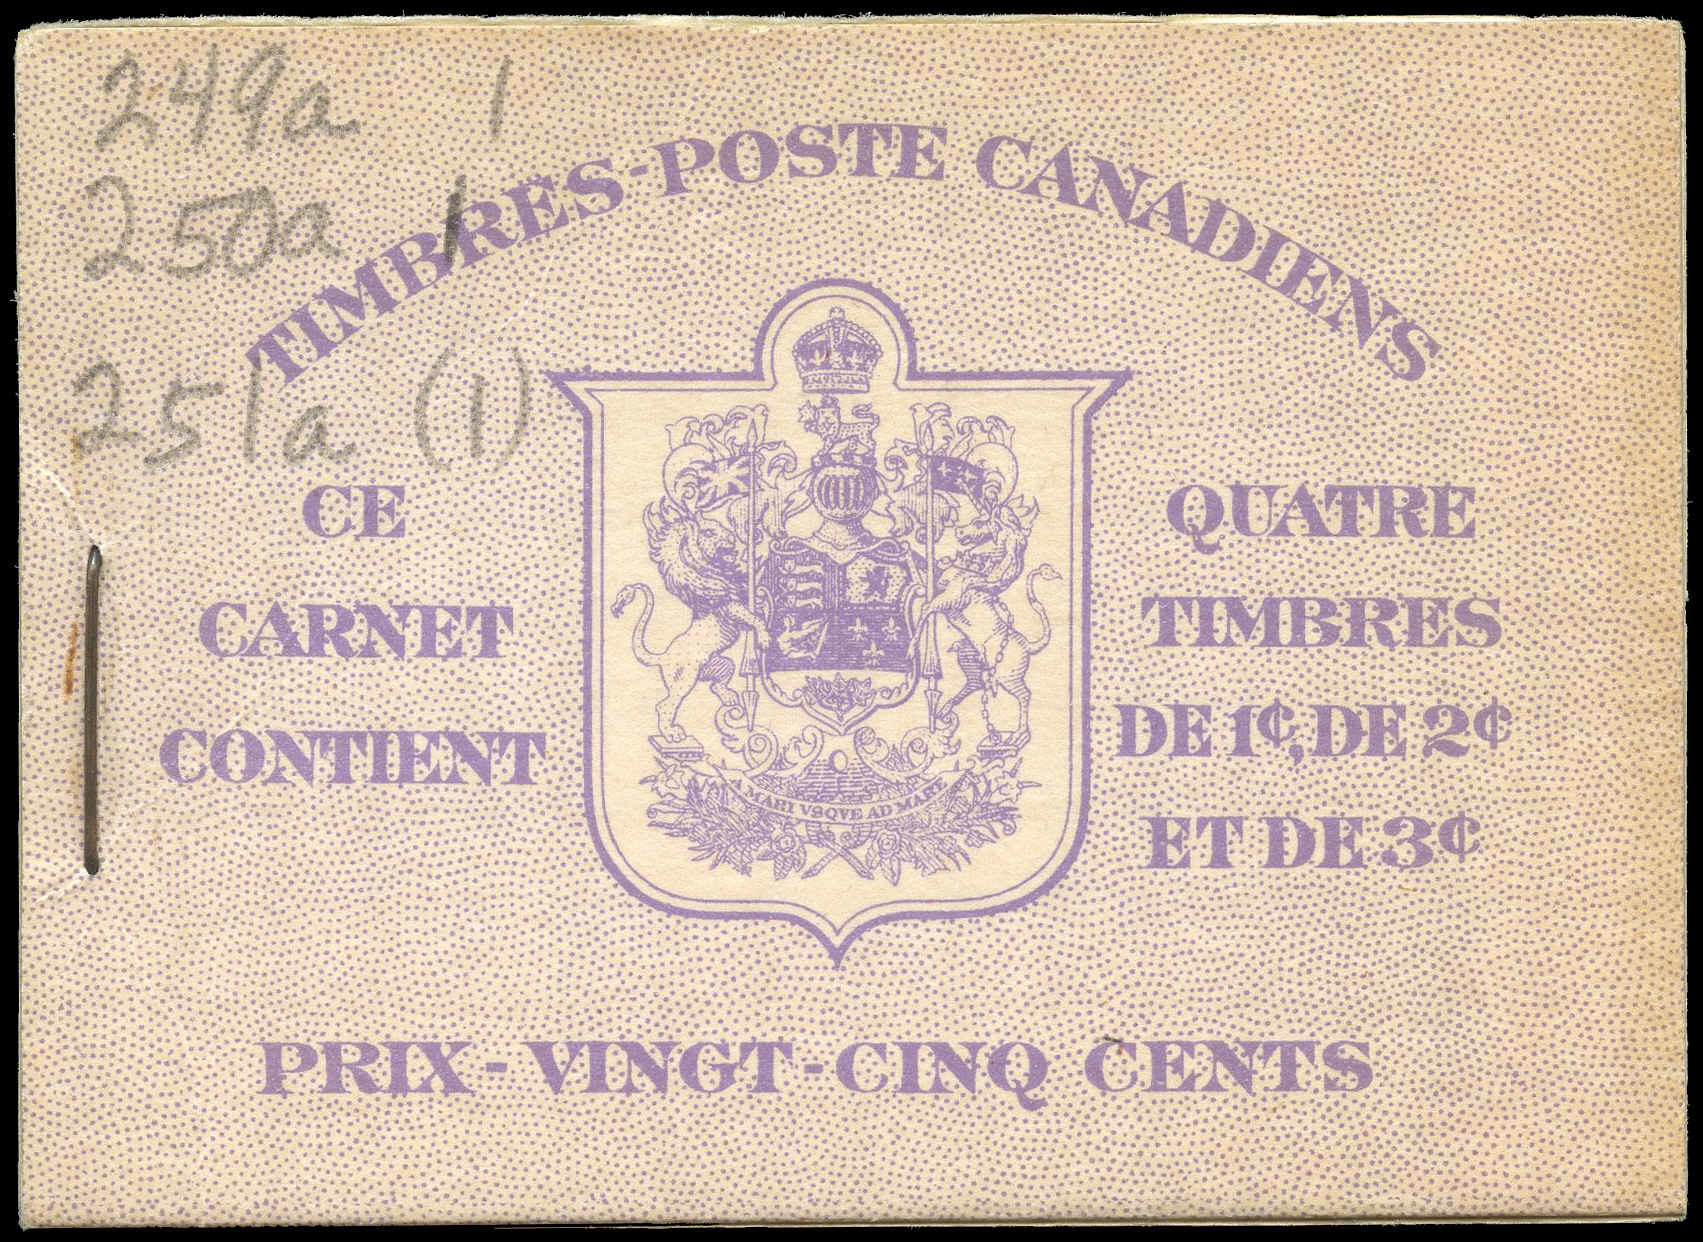 249a 1
250a 1
251a (1)
TIMBRES-POSTE CANADIENS
CE
CARNET
CONTIENT
QUATRE
TIMBRES
DE 1¢, DE 2¢
ET DE 3¢
A MARI VSQVE AD MARE
PRIX - VINGT - CINQ CENTS